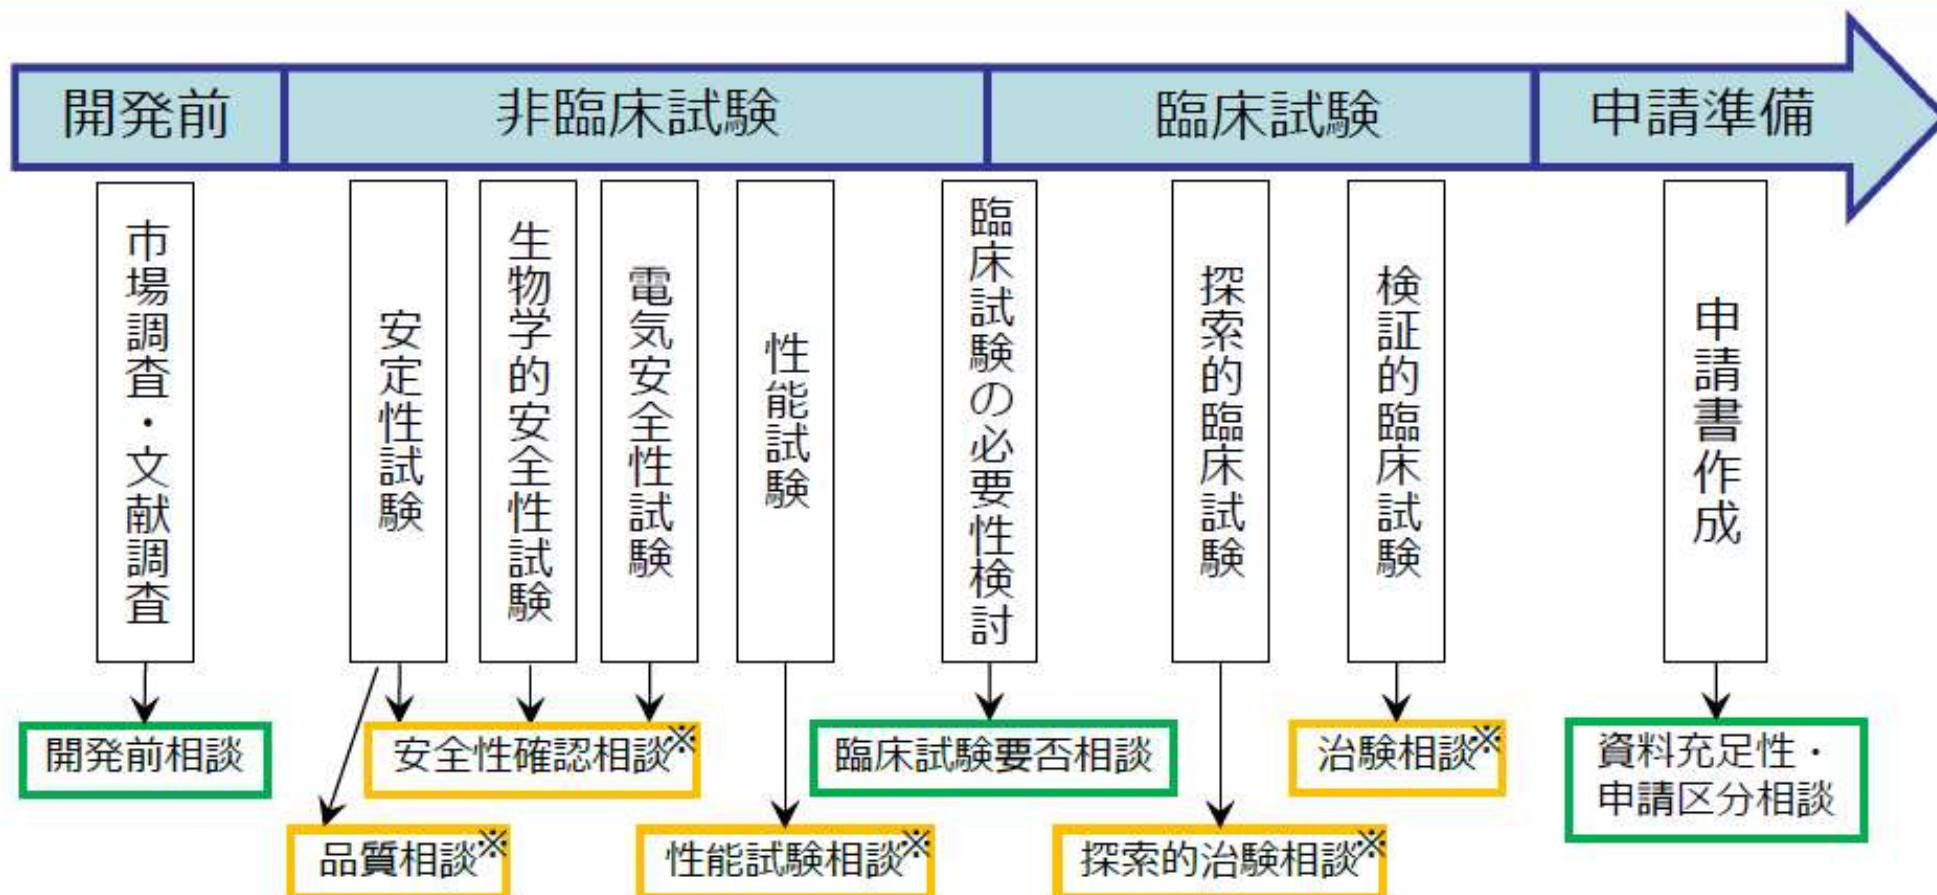 開発前
非臨床試験
臨床試験
申請準備
市場調査・文献調査
安定性試験
生物学的安全性試験
電気安全性試験
性能試験
臨床試験の必要性検討
探索的臨床試験
検証的臨床試験
申請書作成
開発前相談
安全性確認相談※
臨床試験要否相談
治験相談※
資料充足性・
申請区分相談
品質相談※
性能試験相談※
探索的治験相談※